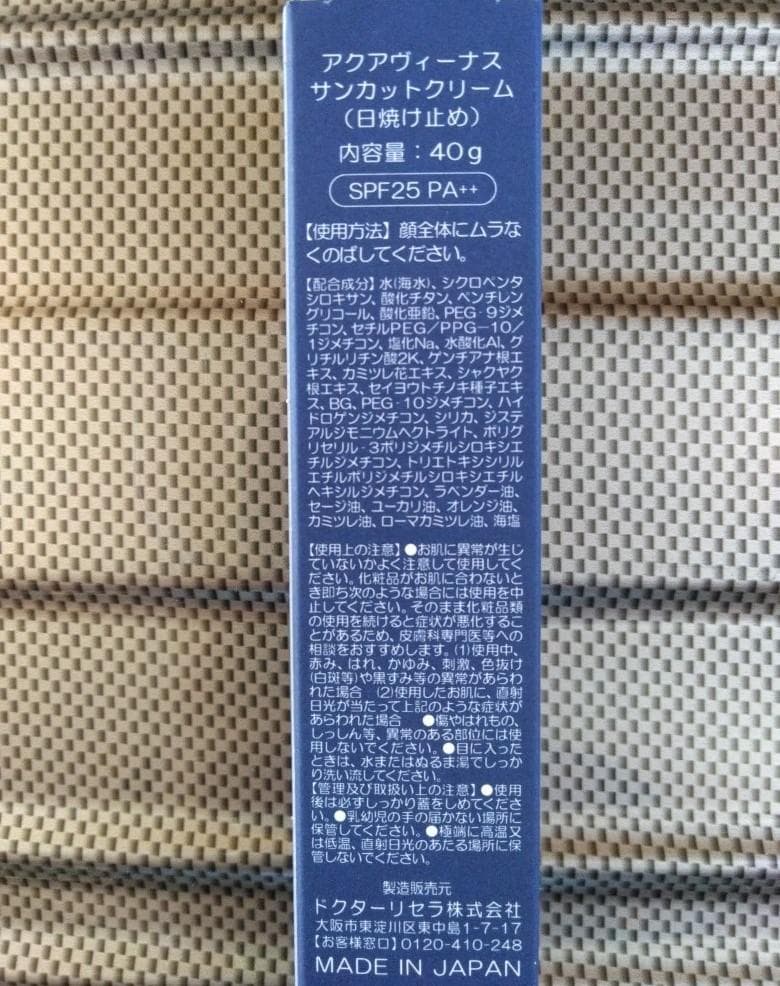 アクアヴィーナス
サンカットクリーム
（日焼け止め）
内容量：40g
SPF25 PA++
【使用方法】顔全体にムラな
くのばしてください。
【配合成分】水(海水)、シクロペンタ
シロキサン、酸化チタン、ペンチレン
グリコール、酸化亜鉛、PEG-9ジメ
チコン、セチルPEG／PPG－10／
1ジメチコン、塩化Na、水酸化Al、グ
リチルリチン酸2K、ゲンチアナ根エ
キス、カミツレ花エキス、シャクヤク
根エキス、セイヨウトチノキ種子エキ
ス、BG、PEG-10ジメチコン、ハイ
ドロゲンジメチコン、シリカ、ジステ
アルジモニウムヘクトライト、ポリグ
リセリル-3ポリジメチルシロキシエ
チルジメチコン、トリエトキシシリル
エチルポリジメチルシロキシエチル
ヘキシルジメチコン、ラベンダー油、
セージ油、ユーカリ油、オレンジ油、
カミツレ油、ローマカミツレ油、海塩
【使用上の注意】●お肌に異常が生じ
ていないかよく注意して使用してく
ださい。化粧品がお肌に合わないと
き即ち次のような場合には使用を中
止してください。そのまま化粧品類
の使用を続けると症状が悪化するこ
とがあるため、皮膚科専門医等への
相談をおすすめします。(1)使用中、
赤み、はれ、かゆみ、刺激、色抜け
(白斑等)や黒ずみ等の異常があらわ
れた場合　(2)使用したお肌に、直射
日光が当たって上記のような症状が
あらわれた場合　●傷やはれもの、
しっしん等、異常のある部位には使
用しないでください。●目に入った
ときは、水またはぬるま湯でしっか
り洗い流してください。
【管理及び取扱い上の注意】●使用
後は必ずしっかり蓋をしめてくださ
い。●乳幼児の手の届かない場所に
保管してください。●極端に高温又
は低温、直射日光のあたる場所に保
管しないでください。
製造販売元
ドクターリセラ株式会社
大阪市東淀川区東中島1-7-17
【お客様窓口】0120-410-248
MADE IN JAPAN